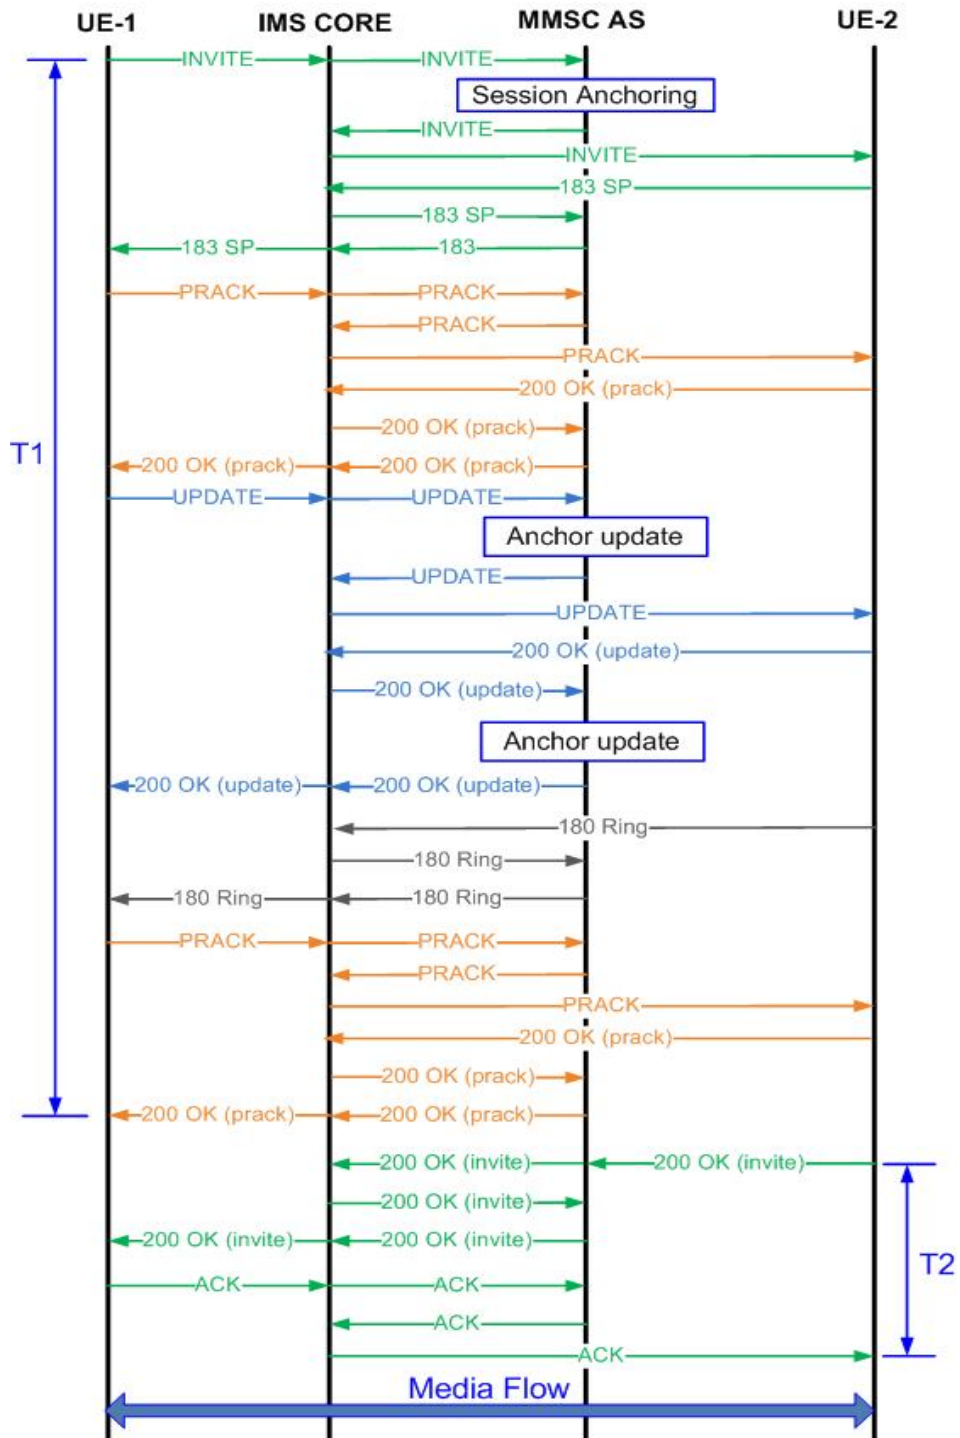 UE-1 IMS CORE MMSC AS UE-2
INVITE INVITE
Session Anchoring
INVITE
INVITE
183 SP
183 SP
183 SP 183
PRACK PRACK
PRACK
PRACK
200 OK (prack)
200 OK (prack)
T1
200 OK (prack) 200 OK (prack)
UPDATE UPDATE
Anchor update
UPDATE
UPDATE
200 OK (update)
200 OK (update)
Anchor update
200 OK (update) 200 OK (update)
180 Ring
180 Ring
180 Ring 180 Ring
PRACK PRACK
PRACK
PRACK
200 OK (prack)
200 OK (prack)
200 OK (prack) 200 OK (prack)
200 OK (invite) 200 OK (invite)
200 OK (invite)
200 OK (invite) 200 OK (invite)
T2
ACK ACK
ACK
ACK
Media Flow